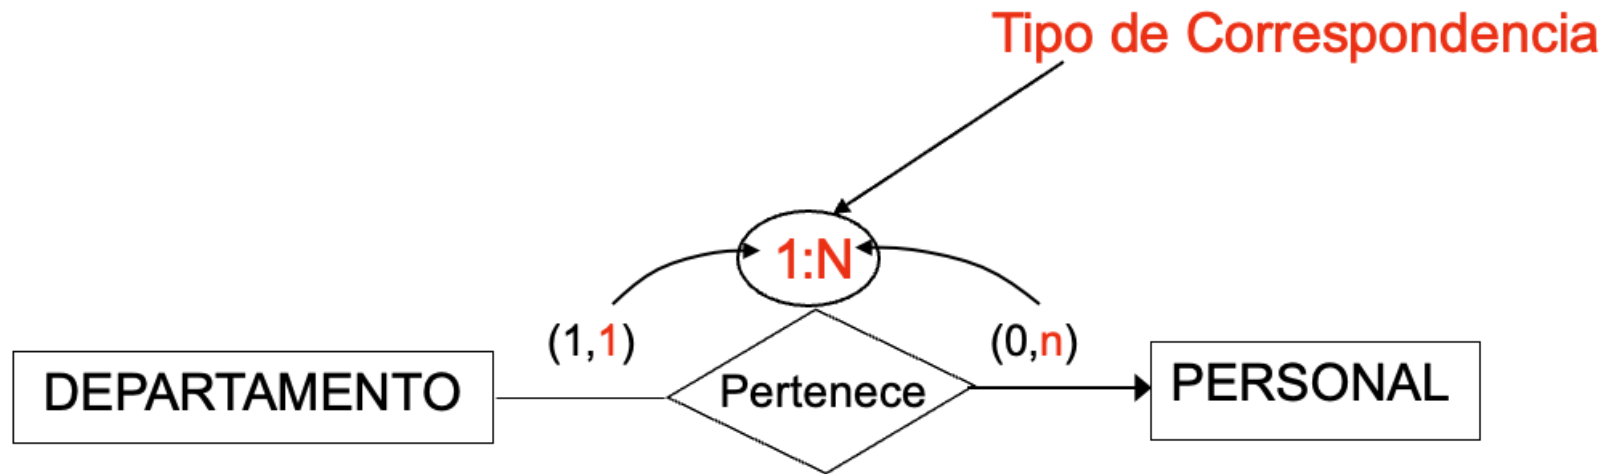 Tipo de Correspondencia
1:N
(1,1)
(0,n)
DEPARTAMENTO
Pertenece
PERSONAL